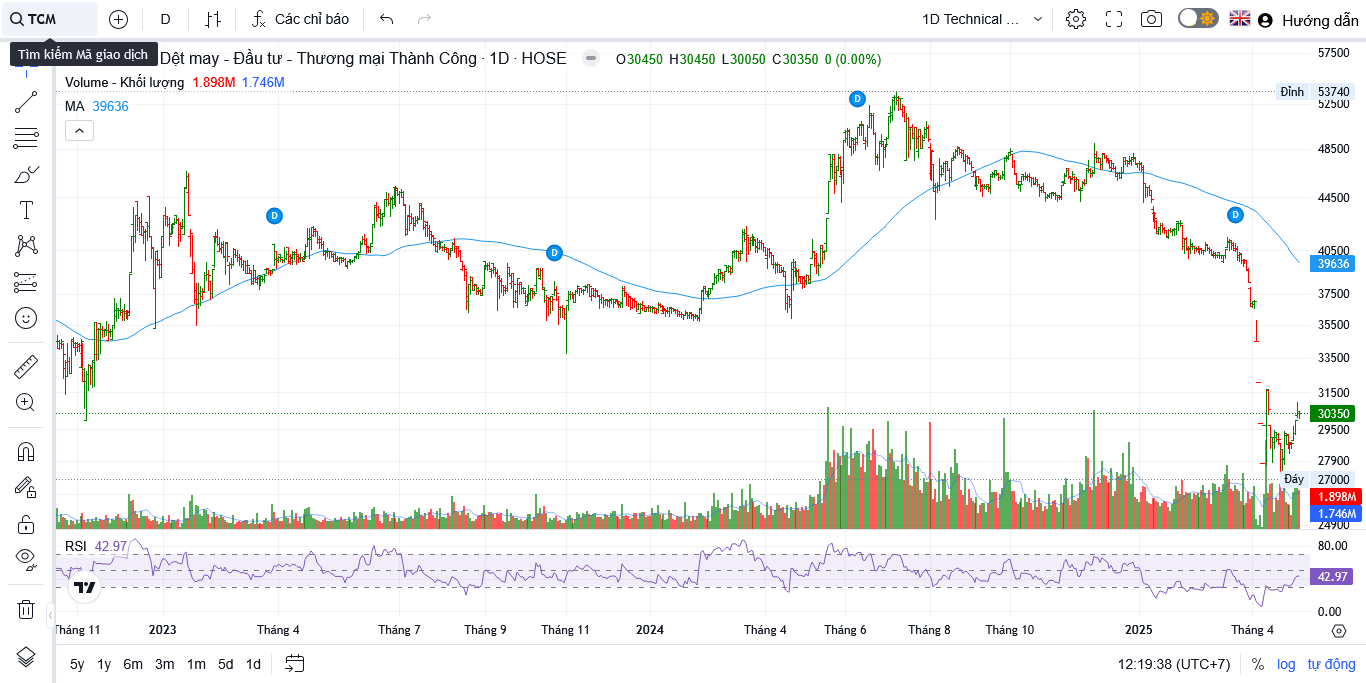 TCM
D
Các chỉ báo
1D Technical ...
Hướng dẫn
Tìm kiếm Mã giao dịch
Dệt may - Đầu tư - Thương mại Thành Công · 1D · HOSE
O30450 H30450 L30050 C30350 0 (0.00%)
Volume - Khối lượng 1.898M 1.746M
MA 39636
57500
Đỉnh 53740
52500
48500
44500
40500
39636
37500
35500
33500
31500
30350
29500
27900
Đáy 27000
1.898M
1.746M
24900
D
D
D
D
RSI 42.97
80.00
42.97
0.00
Tháng 11 2023 Tháng 4 Tháng 7 Tháng 9 Tháng 11 2024 Tháng 4 Tháng 6 Tháng 8 Tháng 10 2025 Tháng 4
5y 1y 6m 3m 1m 5d 1d
12:19:38 (UTC+7) % log tự động